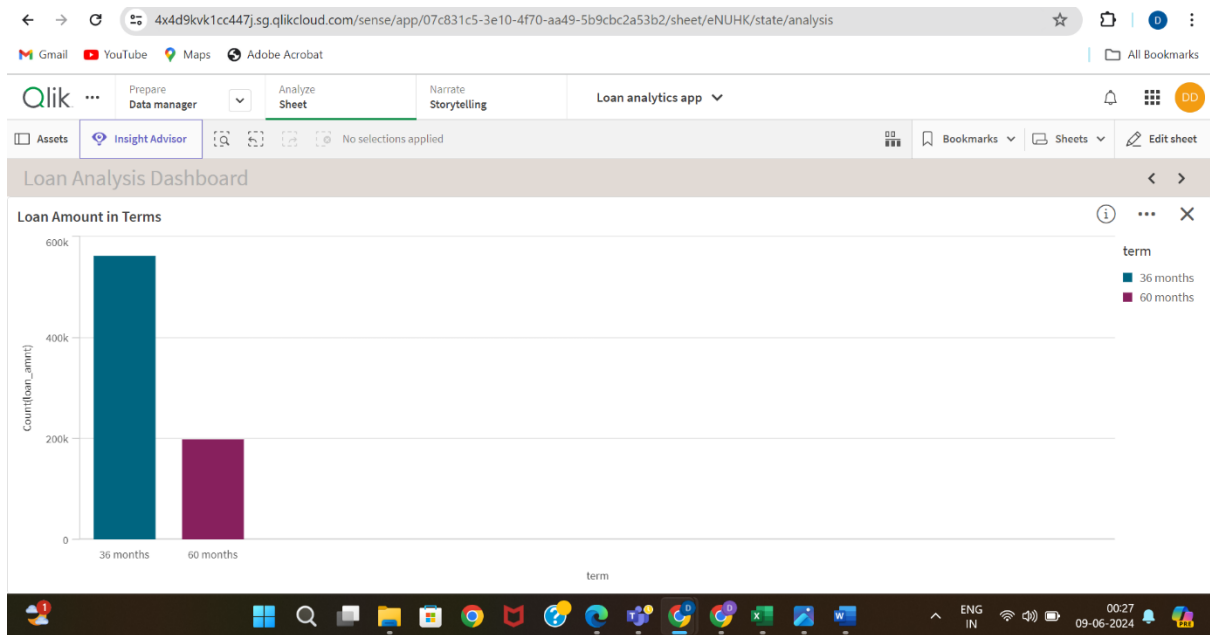 4x4d9kvk1cc447j.sg.qlikcloud.com/sense/app/07c831c5-3e10-4f70-aa49-5b9cbc2a53b2/sheet/eNUHK/state/analysis D
Gmail YouTube Maps Adobe Acrobat All Bookmarks
Qlik Prepare Data manager Analyze Sheet Narrate Storytelling Loan analytics app DD
Assets Insight Advisor No selections applied Bookmarks Sheets Edit sheet
Loan Analysis Dashboard
Loan Amount in Terms
600k
400k
200k
0
Count(loan_amnt)
36 months 60 months
term
term
36 months
60 months
1 ENG 00:27
IN 09-06-2024
PRE